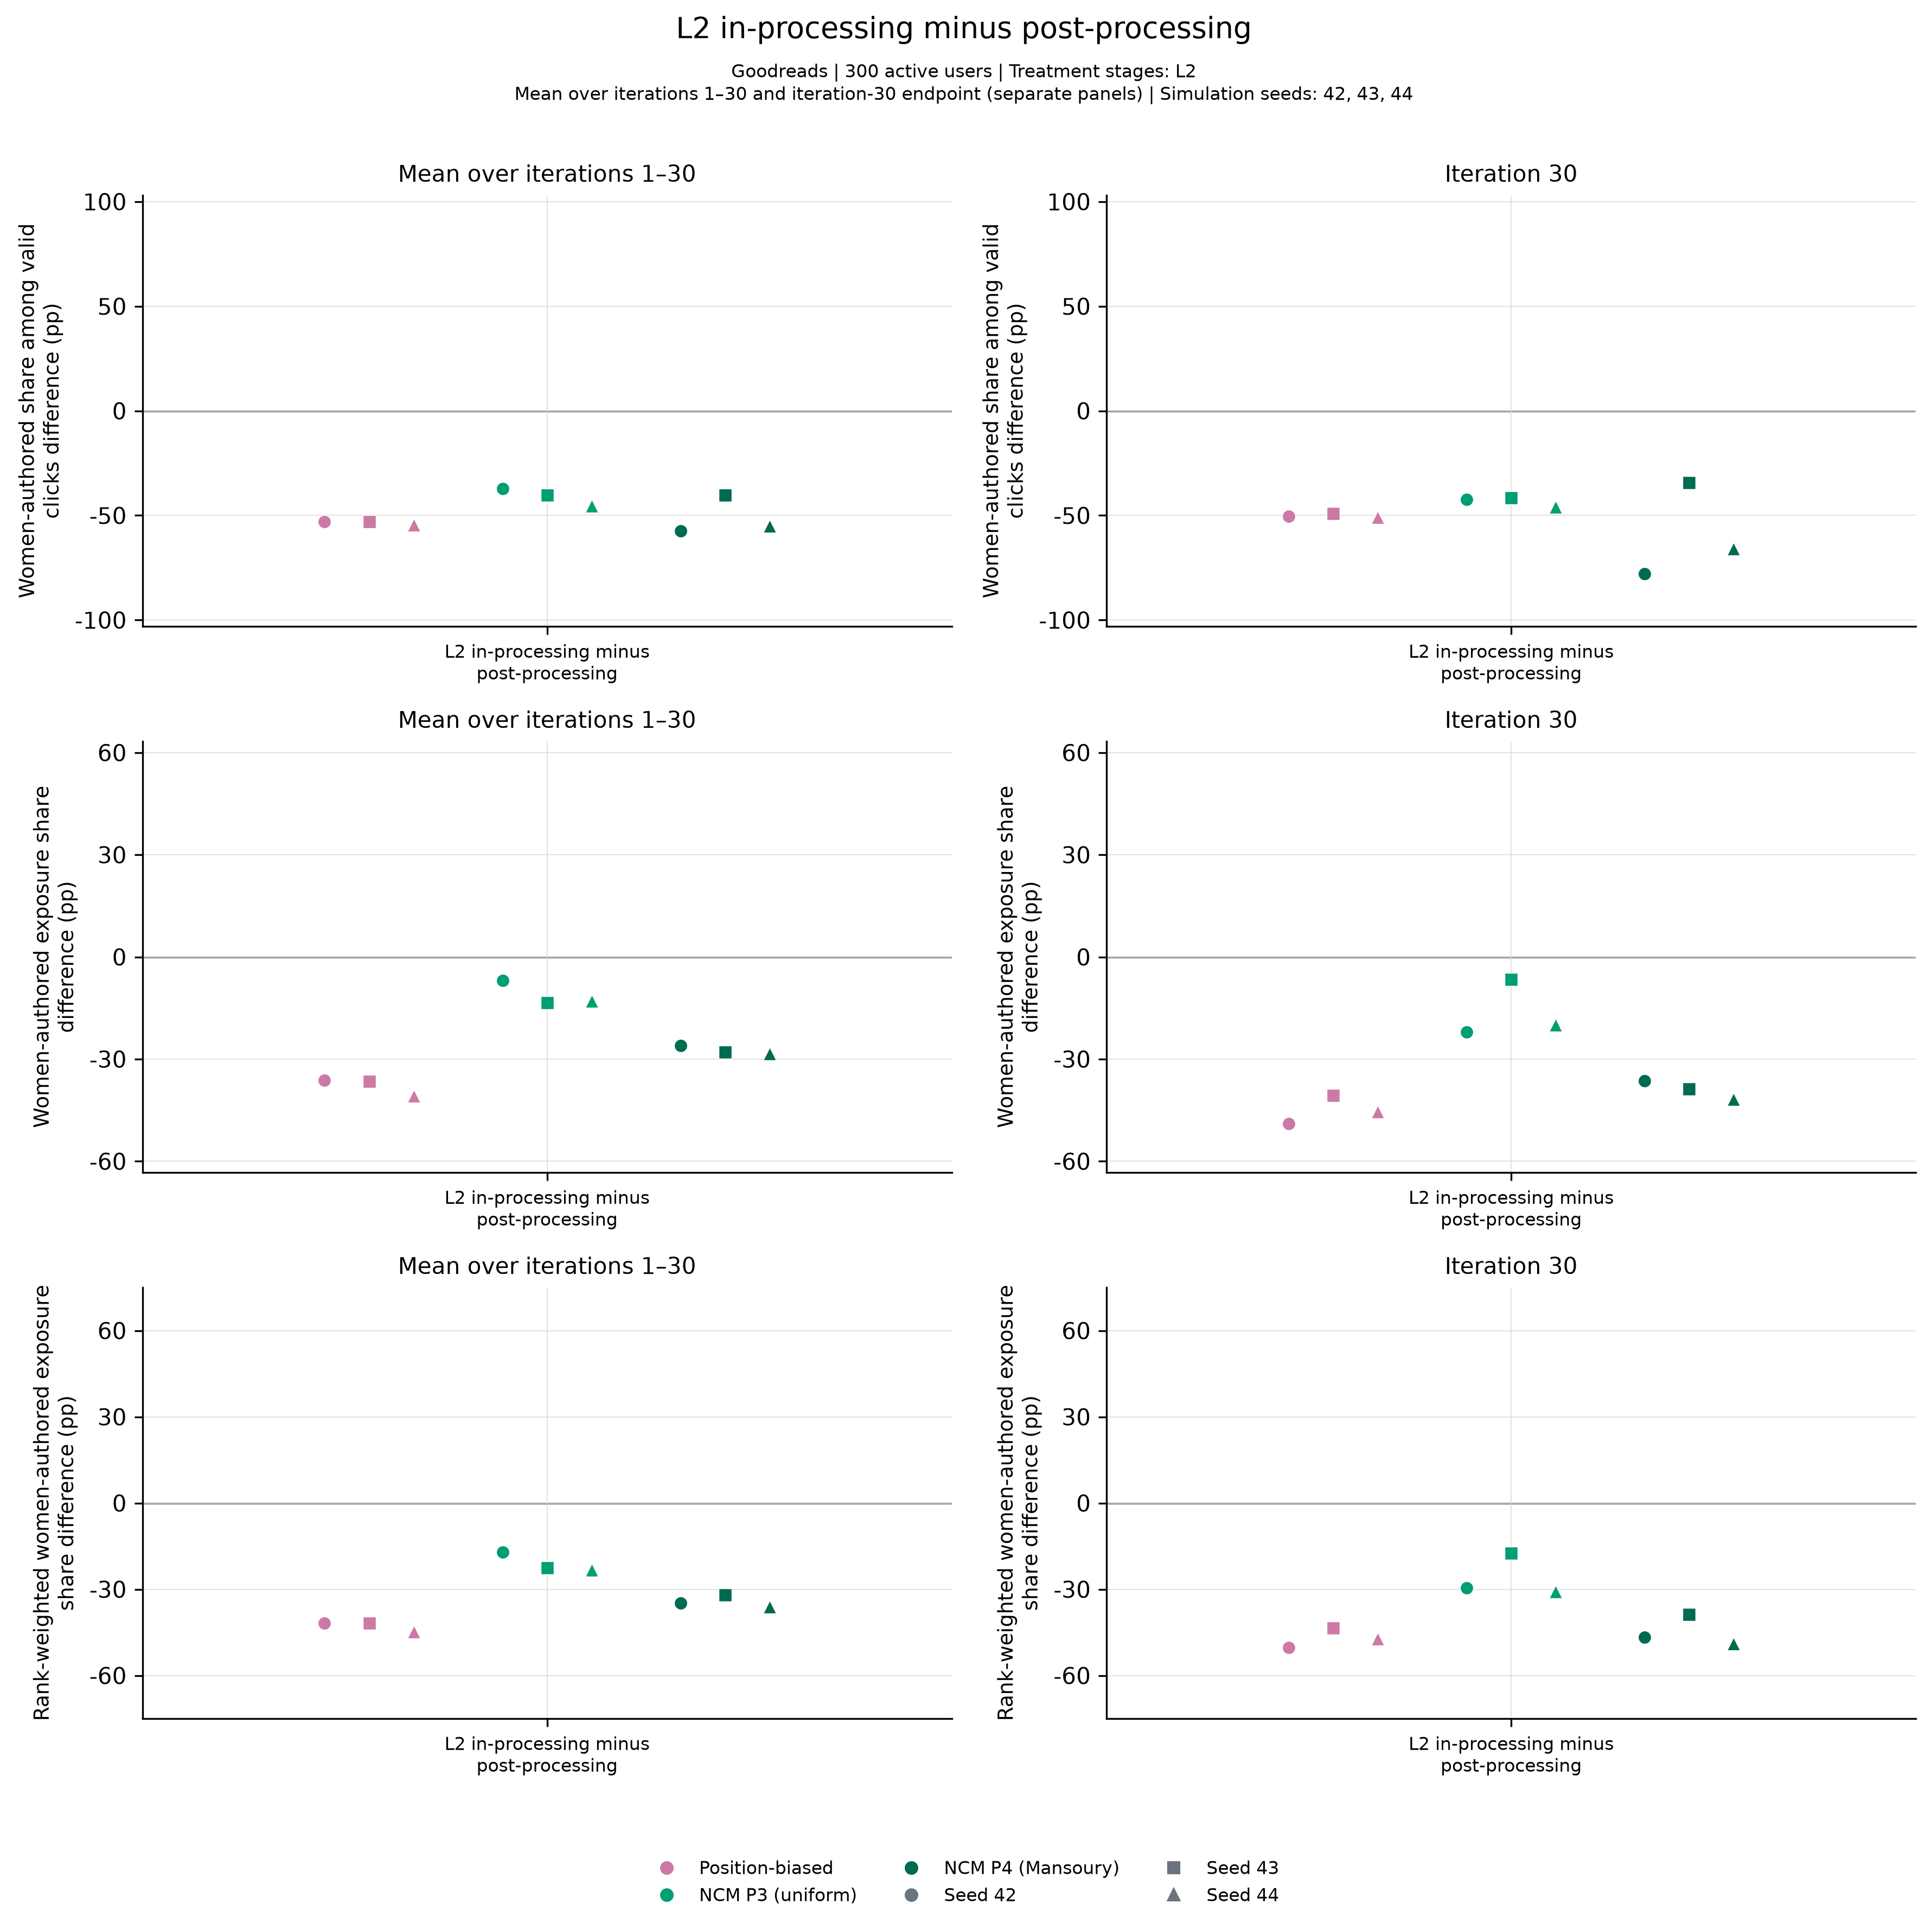 L2 in-processing minus post-processing
Goodreads | 300 active users | Treatment stages: L2
Mean over iterations 1–30 and iteration-30 endpoint (separate panels) | Simulation seeds: 42, 43, 44
Mean over iterations 1–30
Women-authored share among valid
clicks difference (pp)
100
50
0
-50
-100
L2 in-processing minus
post-processing
Iteration 30
Women-authored share among valid
clicks difference (pp)
100
50
0
-50
-100
L2 in-processing minus
post-processing
Mean over iterations 1–30
Women-authored exposure share
difference (pp)
60
30
0
-30
-60
L2 in-processing minus
post-processing
Iteration 30
Women-authored exposure share
difference (pp)
60
30
0
-30
-60
L2 in-processing minus
post-processing
Mean over iterations 1–30
Rank-weighted women-authored exposure
share difference (pp)
60
30
0
-30
-60
L2 in-processing minus
post-processing
Iteration 30
Rank-weighted women-authored exposure
share difference (pp)
60
30
0
-30
-60
L2 in-processing minus
post-processing
Position-biased
NCM P3 (uniform)
NCM P4 (Mansoury)
Seed 42
Seed 43
Seed 44